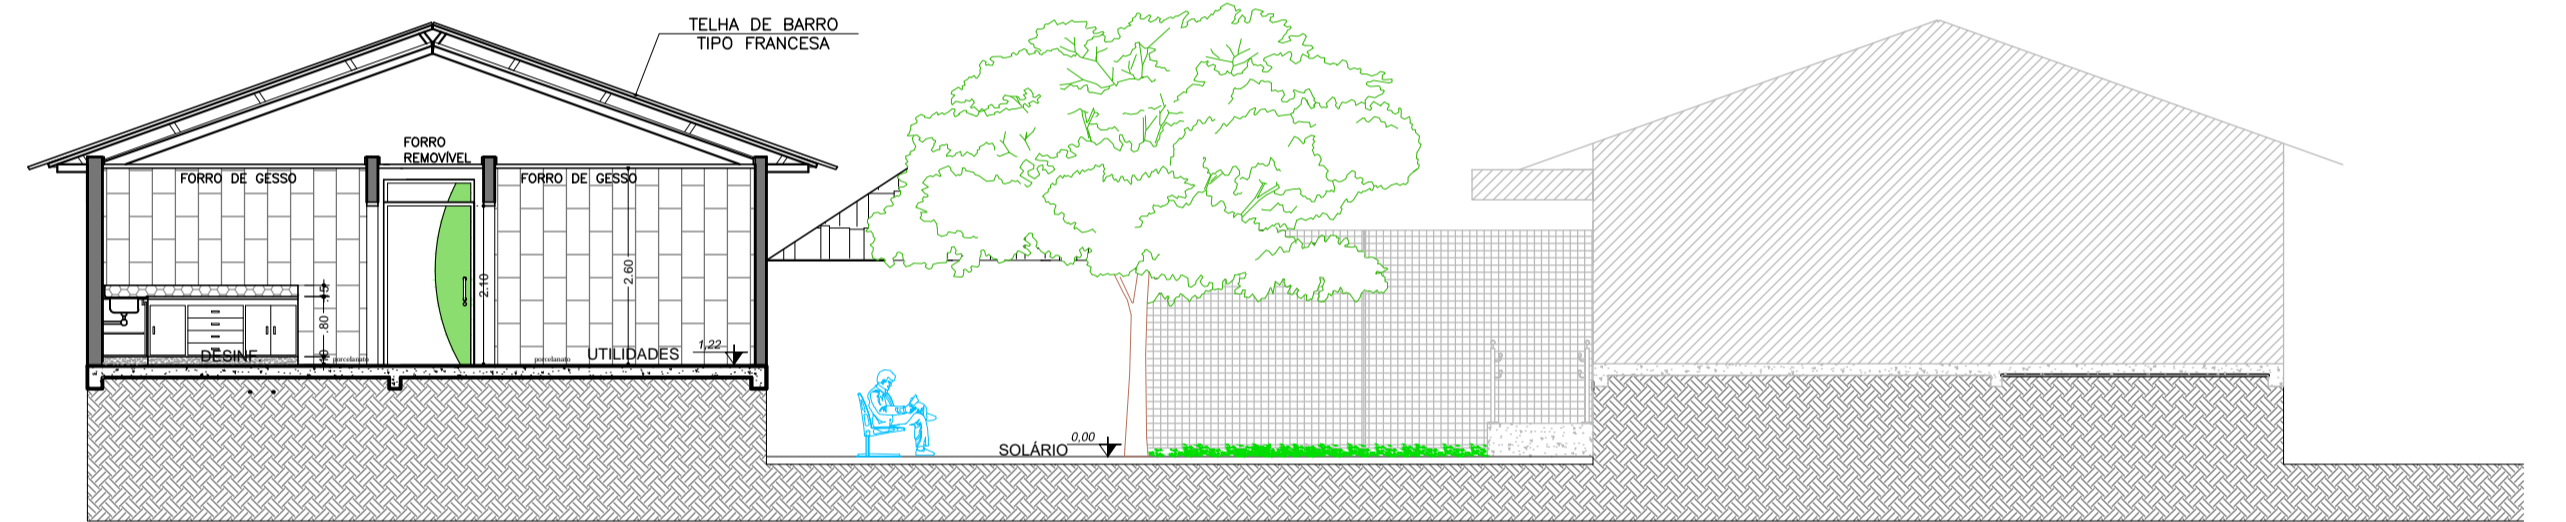 TELHA DE BARRO
TIPO FRANCESA
FORRO
REMOVÍVEL
FORRO DE GESSO
FORRO DE GESSO
2.10
2.60
.15
.80
.10
DESINF.
porcelanato
porcelanato
UTILIDADES
1,22
SOLÁRIO
0,00